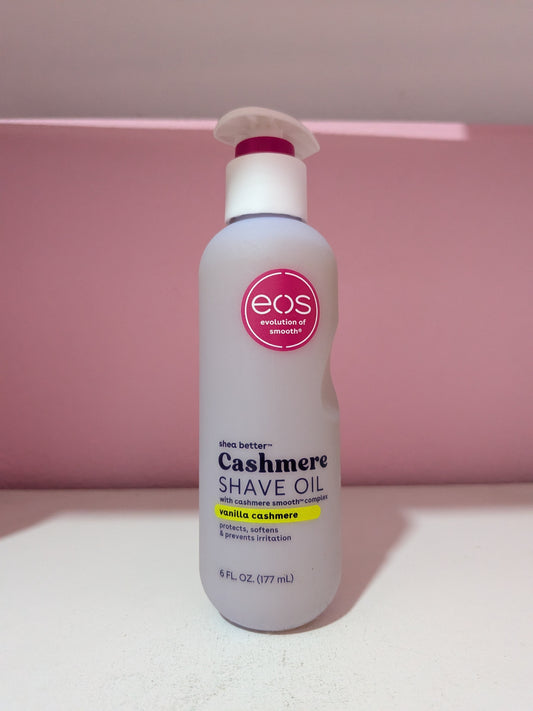 eos
evolution of
smooth®
shea better™
Cashmere
SHAVE OIL
with cashmere smooth™ complex
vanilla cashmere
protects, softens
& prevents irritation
6 FL. OZ. (177 mL)